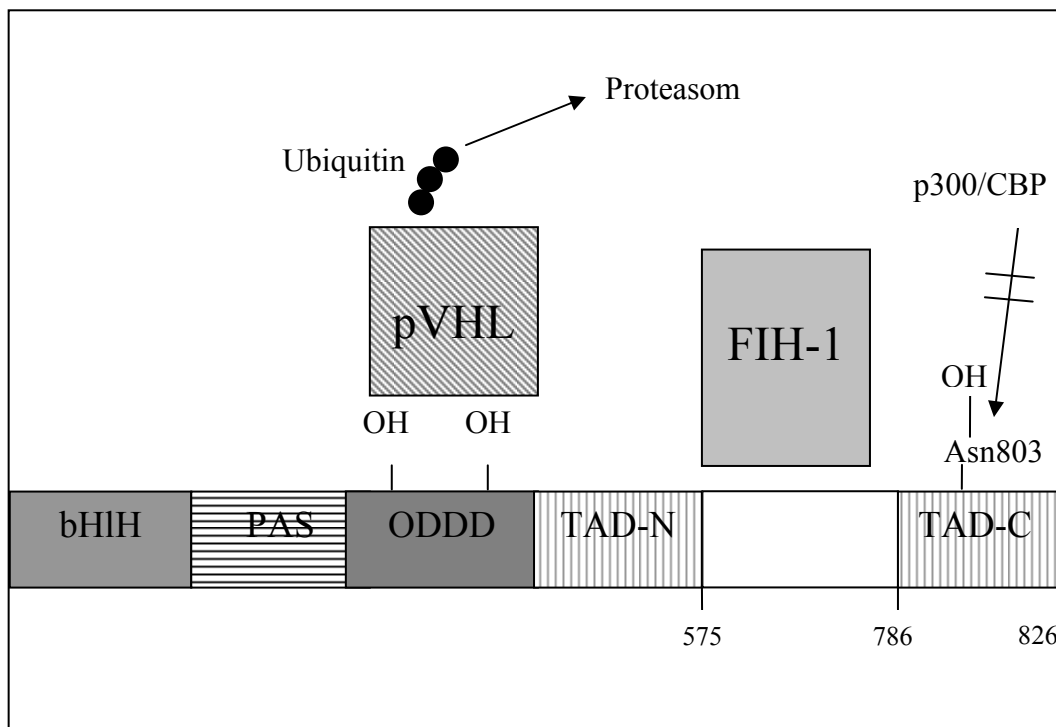 Proteasom
Ubiquitin
p300/CBP
pVHL
FIH-1
OH
OH OH
Asn803
bHlH PAS ODDD TAD-N TAD-C
575 786 826